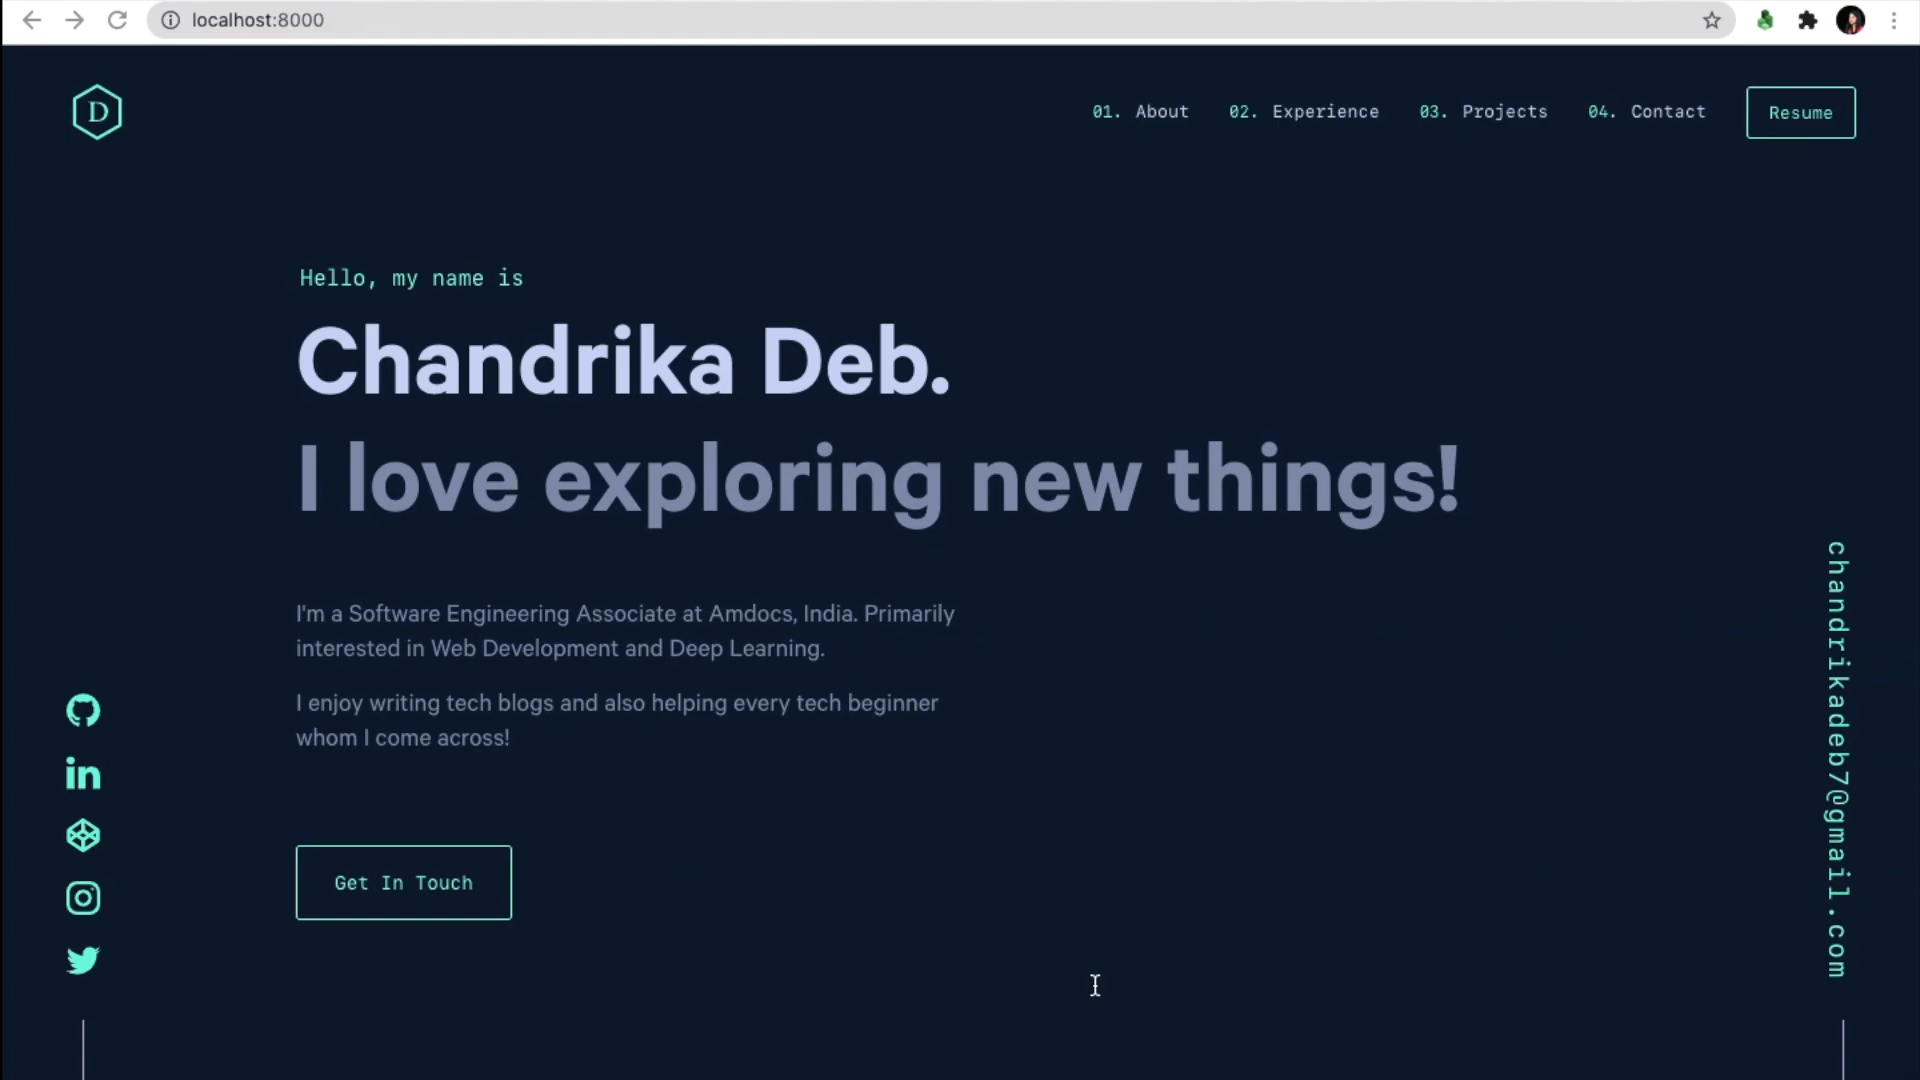 localhost:8000
D
01. About 02. Experience 03. Projects 04. Contact Resume
Hello, my name is
Chandrika Deb.
I love exploring new things!
I'm a Software Engineering Associate at Amdocs, India. Primarily
interested in Web Development and Deep Learning.
I enjoy writing tech blogs and also helping every tech beginner
whom I come across!
Get In Touch
in
chandrikadeb7@gmail.com